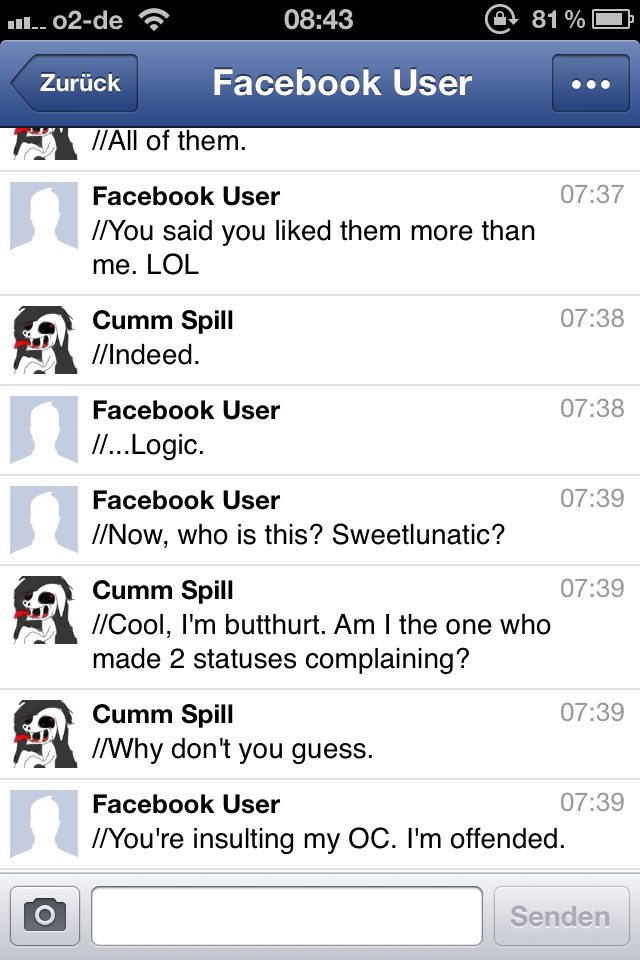 o2-de 08:43 81 %
Zurück Facebook User
//All of them.
Facebook User 07:37
//You said you liked them more than
me. LOL
Cumm Spill 07:38
//Indeed.
Facebook User 07:38
//...Logic.
Facebook User 07:39
//Now, who is this? Sweetlunatic?
Cumm Spill 07:39
//Cool, I'm butthurt. Am I the one who
made 2 statuses complaining?
Cumm Spill 07:39
//Why don't you guess.
Facebook User 07:39
//You're insulting my OC. I'm offended.
Senden